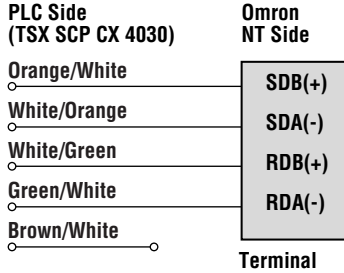 PLC Side
(TSX SCP CX 4030)
Omron
NT Side
Orange/White
SDB(+)
White/Orange
SDA(-)
White/Green
RDB(+)
Green/White
RDA(-)
Brown/White
Terminal